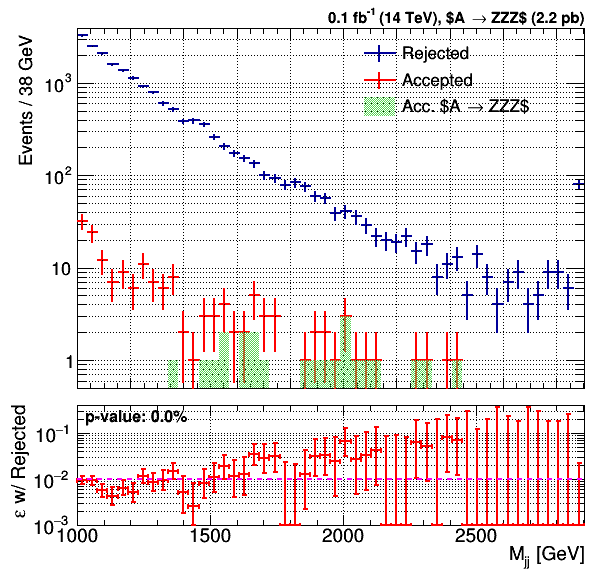 0.1 fb⁻¹ (14 TeV), $A → ZZZ$ (2.2 pb)
Events / 38 GeV
Rejected
Accepted
Acc. $A → ZZZ$
10³
10²
10
1
p-value: 0.0%
ε w/ Rejected
10⁻¹
10⁻²
10⁻³
1000 1500 2000 2500
M_jj [GeV]